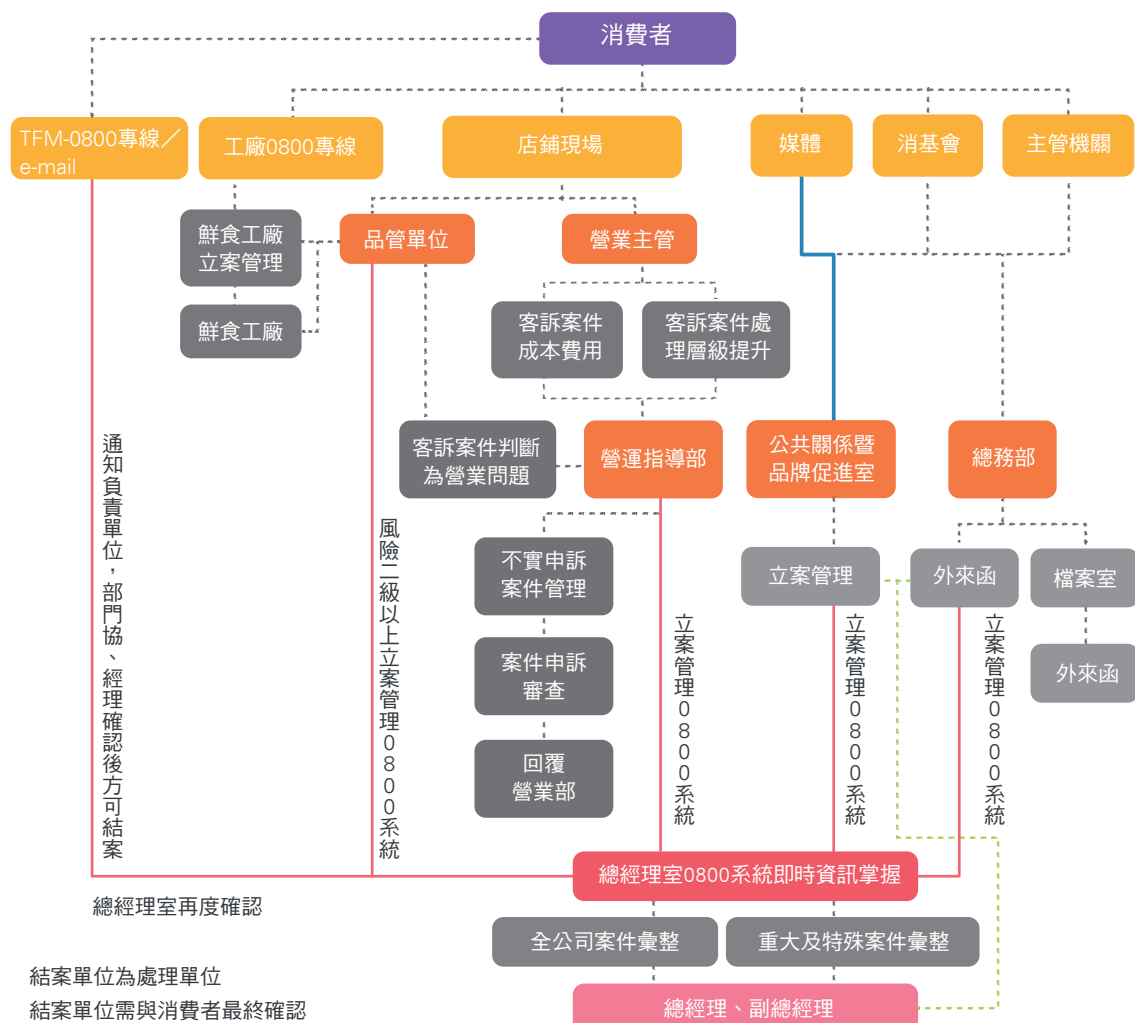 消費者
TFM-0800專線／
e-mail
工廠0800專線
店鋪現場
媒體
消基會
主管機關
鮮食工廠
立案管理
品管單位
營業主管
鮮食工廠
客訴案件
成本費用
客訴案件處
理層級提升
客訴案件判斷
為營業問題
營運指導部
公共關係暨
品牌促進室
總務部
不實申訴
案件管理
立案管理
外來函
檔案室
案件申訴
審查
外來函
回覆
營業部
通知負責單位，部門協、經理確認後方可結案
風險二級以上立案管理0800系統
立案管理0800系統
立案管理0800系統
立案管理0800系統
總經理室0800系統即時資訊掌握
總經理室再度確認
全公司案件彙整
重大及特殊案件彙整
結案單位為處理單位
結案單位需與消費者最終確認
總經理、副總經理